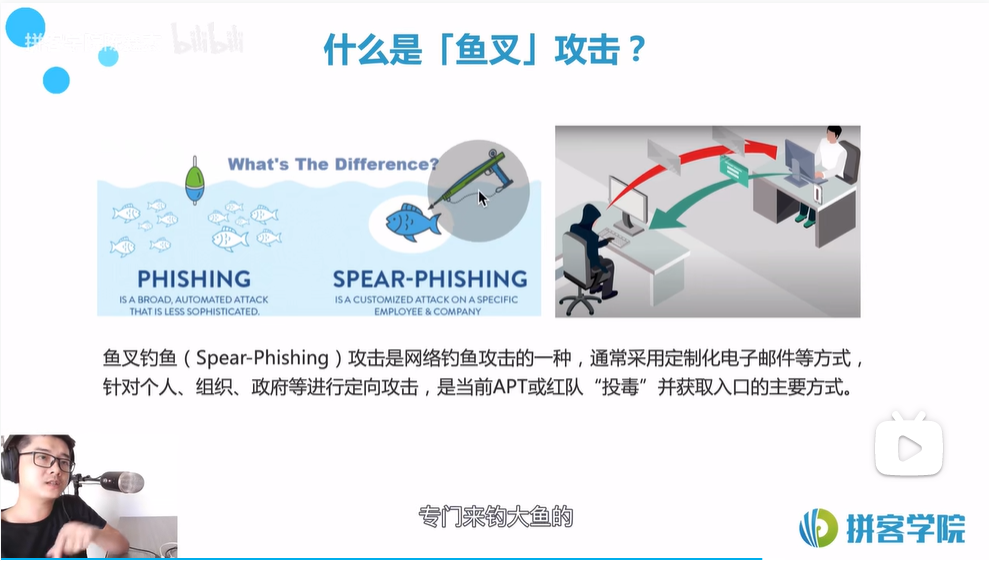 bilibili
什么是「鱼叉」攻击？
What's The Difference?
PHISHING
IS A BROAD, AUTOMATED ATTACK
THAT IS LESS SOPHISTICATED.
SPEAR-PHISHING
IS A CUSTOMIZED ATTACK ON A SPECIFIC
EMPLOYEE & COMPANY
鱼叉钓鱼（Spear-Phishing）攻击是网络钓鱼攻击的一种，通常采用定制化电子邮件等方式，
针对个人、组织、政府等进行定向攻击，是当前APT或红队“投毒”并获取入口的主要方式。
专门来钓大鱼的
拼客学院